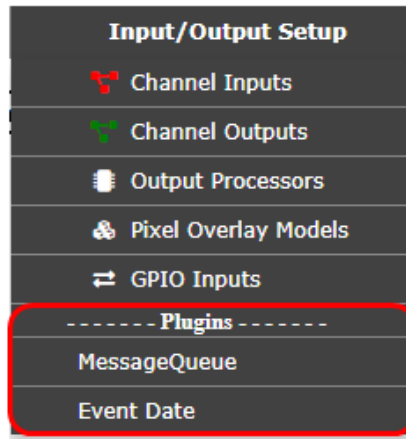 Input/Output Setup
Channel Inputs
Channel Outputs
Output Processors
Pixel Overlay Models
GPIO Inputs
- - - - - - - Plugins - - - - - - -
MessageQueue
Event Date